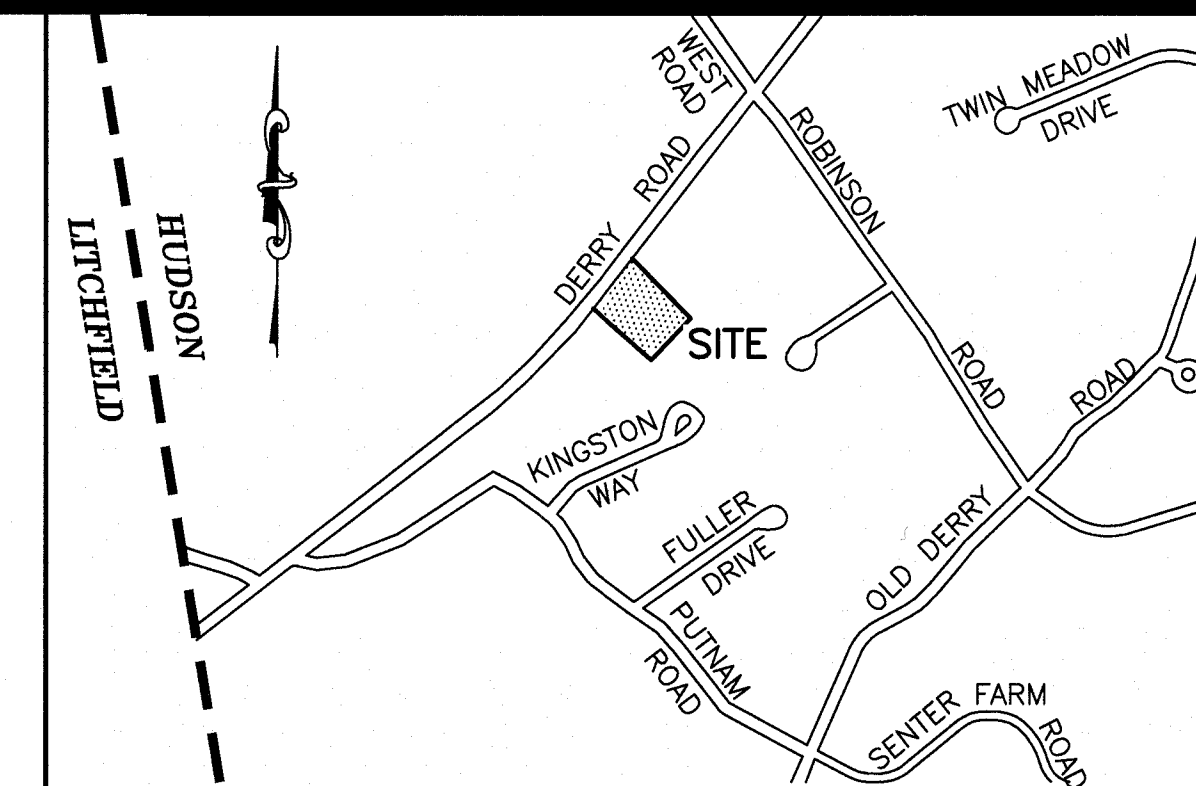 WEST
ROAD
TWIN MEADOW
DRIVE
ROBINSON
ROAD
DERRY ROAD
HUDSON
LITCHFIELD
SITE
ROAD
KINGSTON
WAY
FULLER
DRIVE
OLD DERRY
PUTNAM
ROAD
SENTER FARM
ROAD